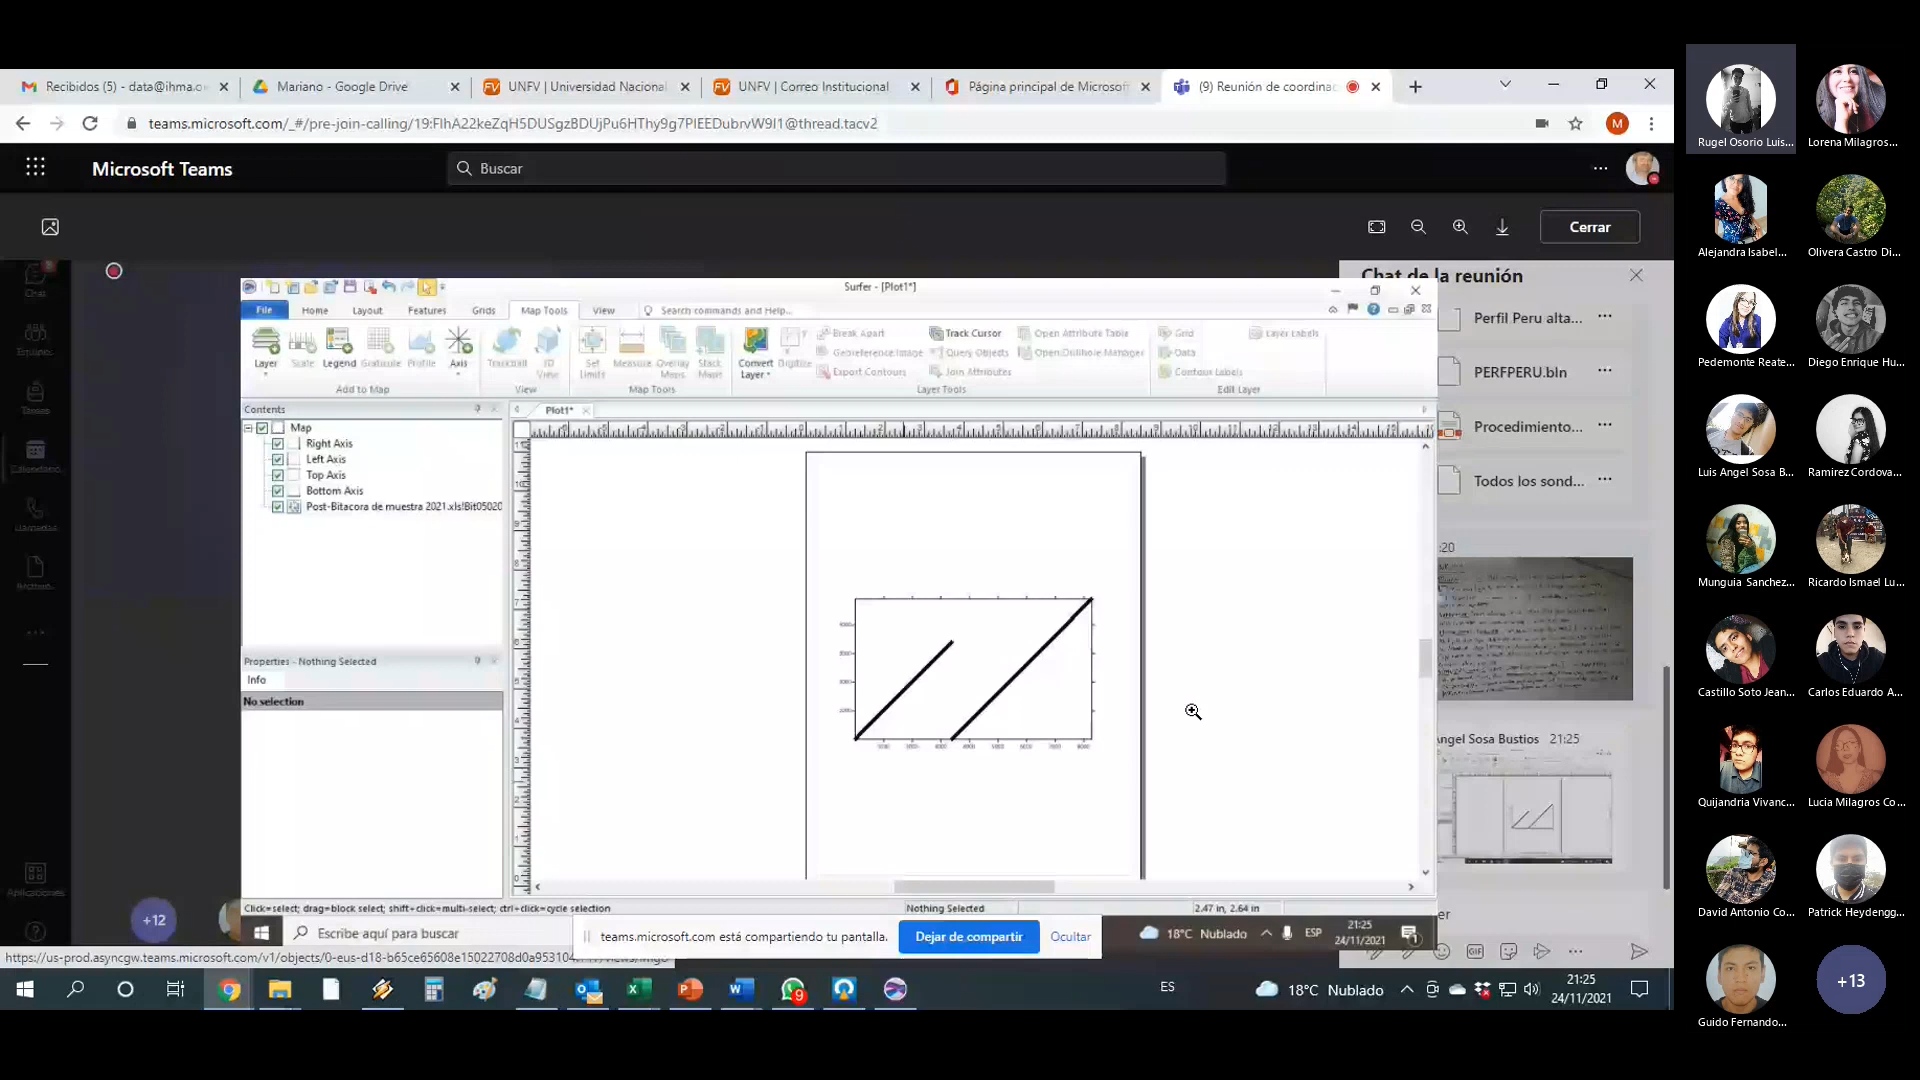 Recibidos (5) - data@ihma.o
Mariano - Google Drive
UNFV | Universidad Nacional
UNFV | Correo Institucional
Página principal de Microsoft
(9) Reunión de coordina
teams.microsoft.com/_#/pre-join-calling/19:FlhA22keZqH5DUSgzBDUjPu6HThy9g7PlEEDubrvW9I1@thread.tacv2
M
Microsoft Teams
Buscar
Cerrar
Chat
Chat de la reunión
Surfer - [Plot1*]
File
Home
Layout
Features
Grids
Map Tools
View
Search commands and Help...
Perfil Peru alta...
Layer
Scale
Legend
Graticule
Profile
Axis
Trackball
3D View
Set Limits
Measure
Overlay Maps
Stack Maps
Convert Layer
Digitize
Break Apart
Georeference Image
Export Contours
Track Cursor
Query Objects
Join Attributes
Open Attribute Table
Open Drillhole Manager
Grid
Data
Contour Labels
Layer Labels
Add to Map
View
Map Tools
Layer Tools
Edit Layer
PERFPERU.bln
Procedimiento...
Todos los sond...
Contents
Plot1*
Map
Right Axis
Left Axis
Top Axis
Bottom Axis
Post-Bitacora de muestra 2021.xls!Bit05020
:20
Properties - Nothing Selected
Info
No selection
ngel Sosa Bustios 21:25
Click=select; drag=block select; shift+click=multi-select; ctrl+click=cycle selection
Nothing Selected
2.47 in, 2.64 in
+12
Escribe aquí para buscar
teams.microsoft.com está compartiendo tu pantalla.
Dejar de compartir
Ocultar
18°C Nublado
ESP
21:25
24/11/2021
er
GIF
9
ES
18°C Nublado
21:25
24/11/2021
Rugel Osorio Luis...
Lorena Milagros...
Alejandra Isabel...
Olivera Castro Di...
Pedemonte Reate...
Diego Enrique Hu...
Luis Angel Sosa B...
Ramirez Cordova...
Munguia Sanchez...
Ricardo Ismael Lu...
Castillo Soto Jean...
Carlos Eduardo A...
Quijandria Vivanc...
Lucia Milagros Co...
David Antonio Co...
Patrick Heydengg...
Guido Fernando...
+13